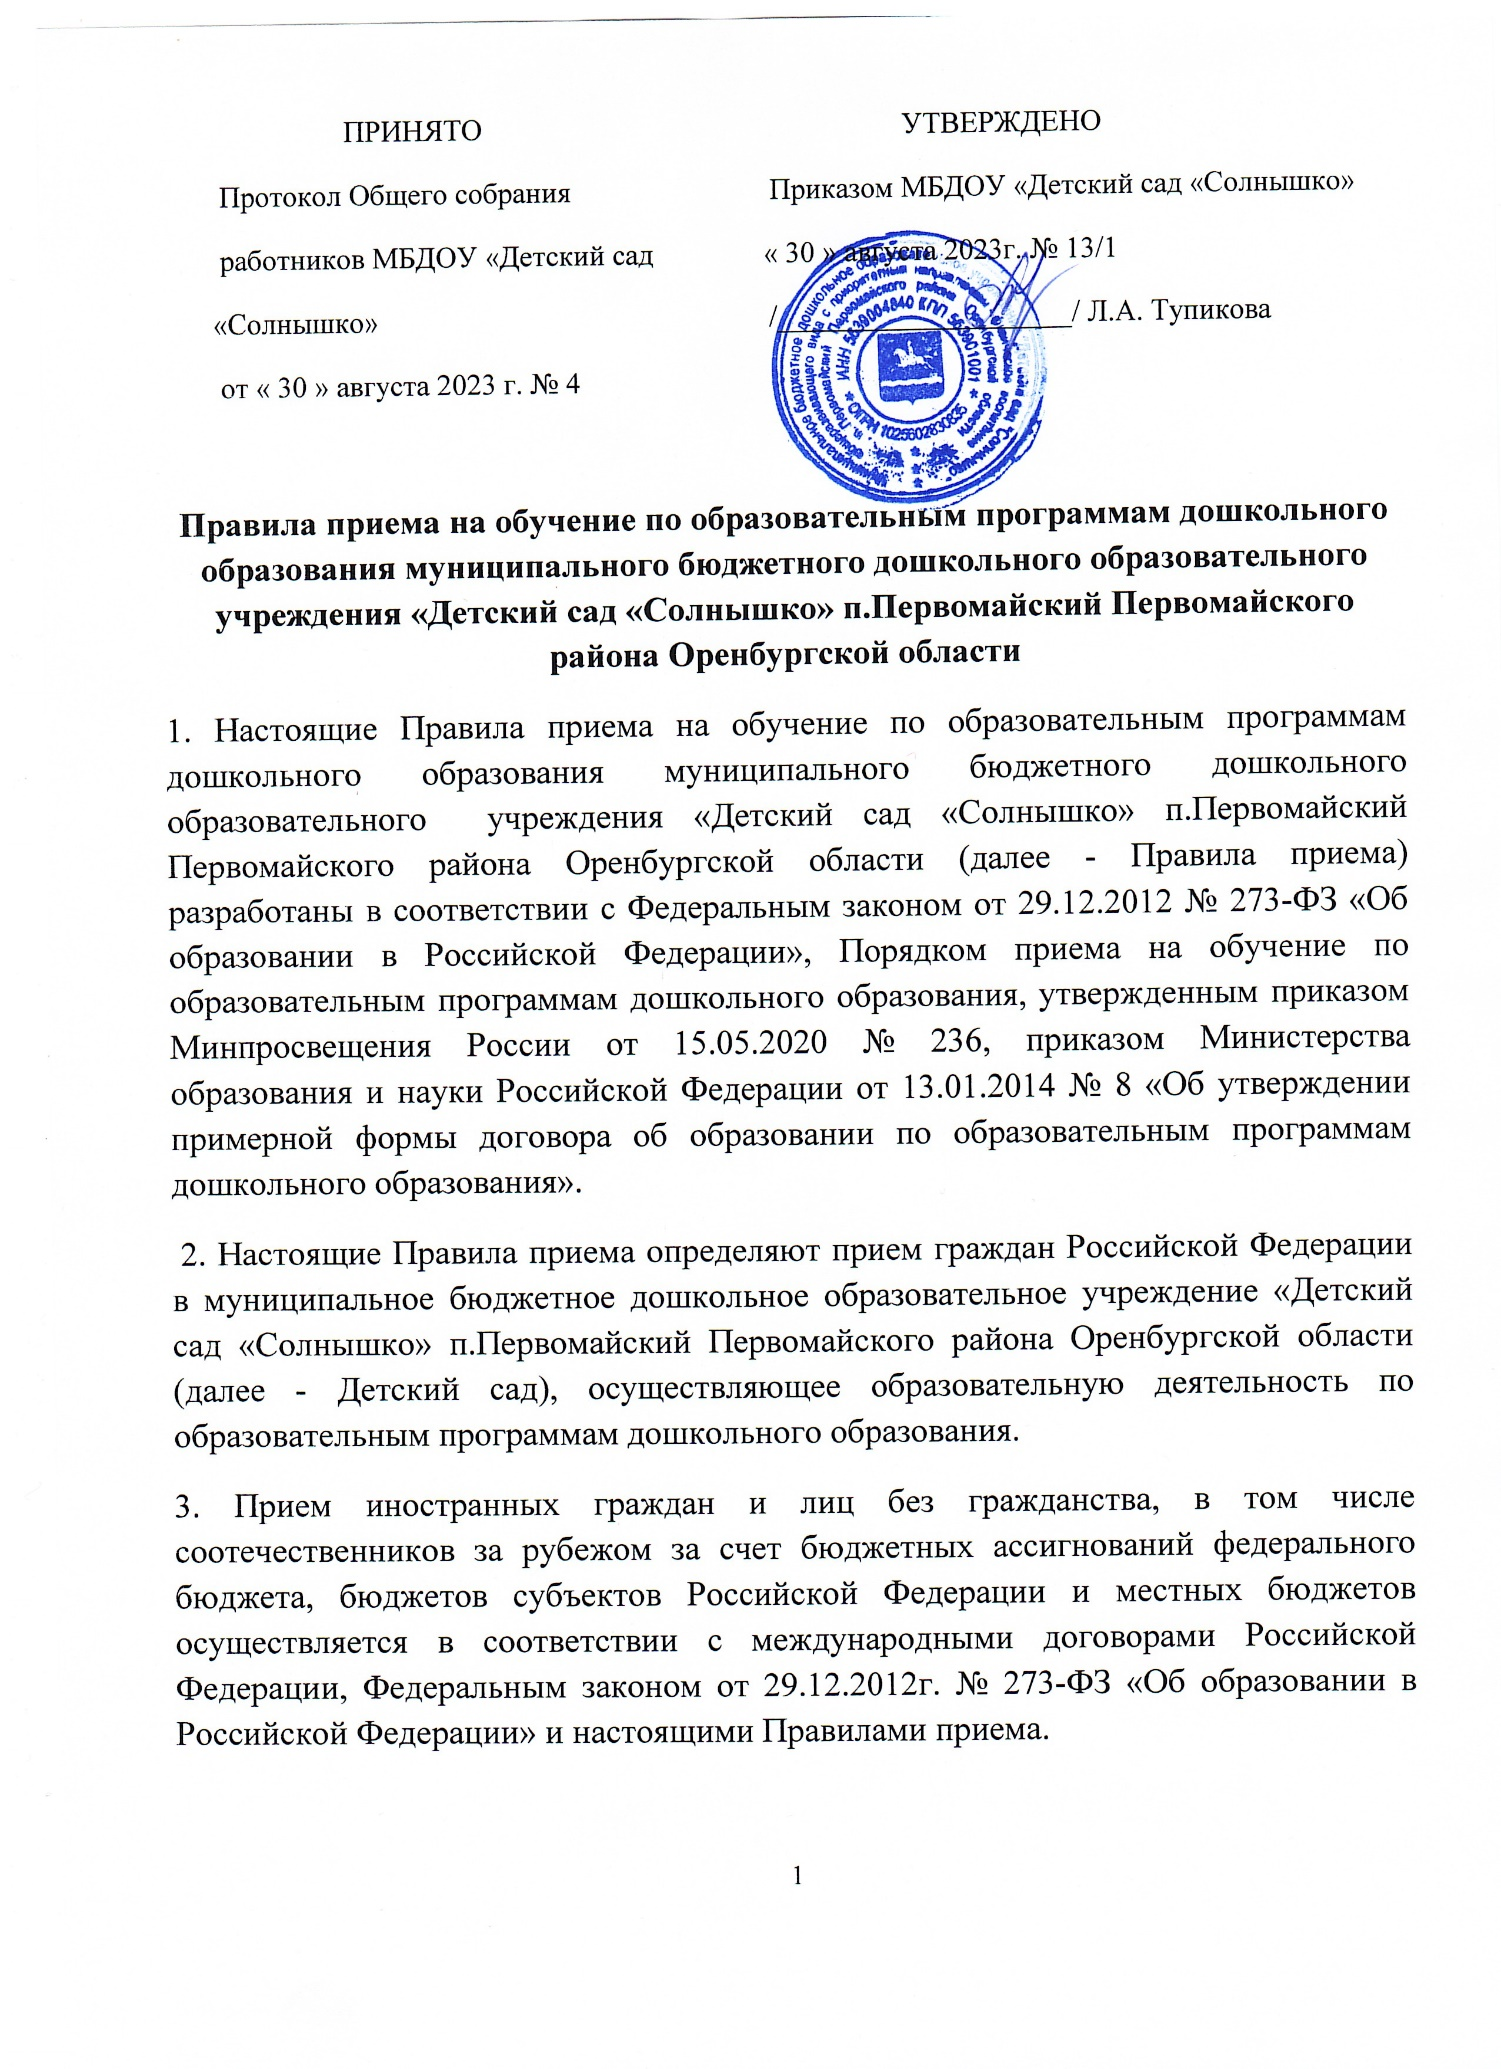 ПРИНЯТО
Протокол Общего собрания
работников МБДОУ «Детский сад
«Солнышко»
от « 30 » августа 2023 г. № 4
УТВЕРЖДЕНО
Приказом МБДОУ «Детский сад «Солнышко»
« 30 » августа 2023г. № 13/1
/____________________/ Л.А. Тупикова
ИНН 5639004840 КПП 563901001
ОГРН 1025602830835
Правила приема на обучение по образовательным программам дошкольного
образования муниципального бюджетного дошкольного образовательного
учреждения «Детский сад «Солнышко» п.Первомайский Первомайского
района Оренбургской области
1. Настоящие Правила приема на обучение по образовательным программам
дошкольного образования муниципального бюджетного дошкольного
образовательного учреждения «Детский сад «Солнышко» п.Первомайский
Первомайского района Оренбургской области (далее - Правила приема)
разработаны в соответствии с Федеральным законом от 29.12.2012 № 273-ФЗ «Об
образовании в Российской Федерации», Порядком приема на обучение по
образовательным программам дошкольного образования, утвержденным приказом
Минпросвещения России от 15.05.2020 № 236, приказом Министерства
образования и науки Российской Федерации от 13.01.2014 № 8 «Об утверждении
примерной формы договора об образовании по образовательным программам
дошкольного образования».
2. Настоящие Правила приема определяют прием граждан Российской Федерации
в муниципальное бюджетное дошкольное образовательное учреждение «Детский
сад «Солнышко» п.Первомайский Первомайского района Оренбургской области
(далее - Детский сад), осуществляющее образовательную деятельность по
образовательным программам дошкольного образования.
3. Прием иностранных граждан и лиц без гражданства, в том числе
соотечественников за рубежом за счет бюджетных ассигнований федерального
бюджета, бюджетов субъектов Российской Федерации и местных бюджетов
осуществляется в соответствии с международными договорами Российской
Федерации, Федеральным законом от 29.12.2012г. № 273-ФЗ «Об образовании в
Российской Федерации» и настоящими Правилами приема.
1